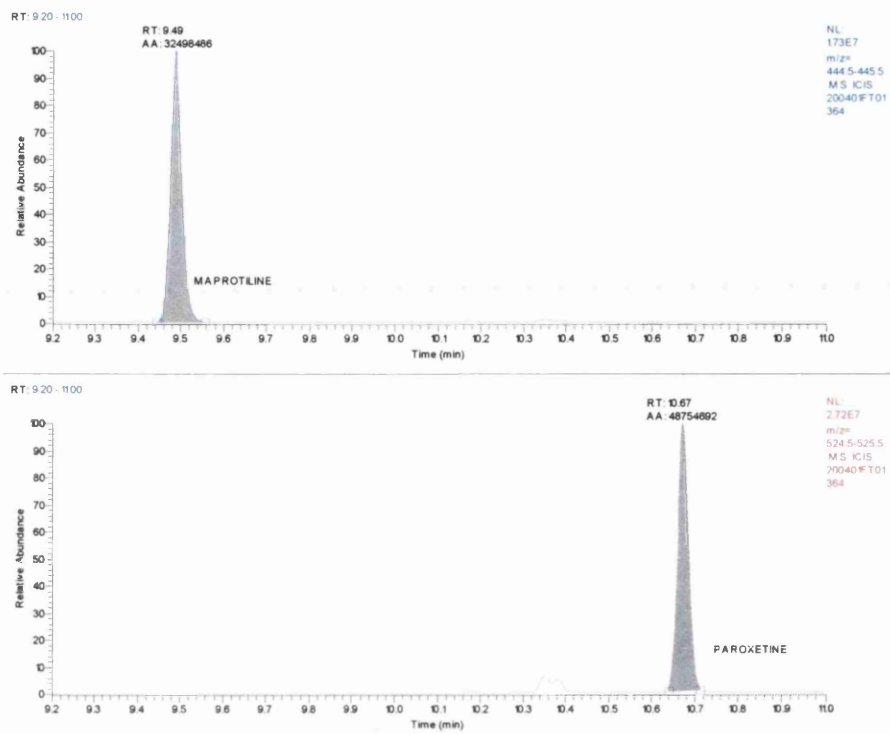 RT: 9.20 - 11.00
RT: 9.49
AA: 32498486
NL:
1.73E7
m/z=
444.5-445.5
MS ICIS
200401FT01
364
Relative Abundance
100
90
80
70
60
50
40
30
20
10
0
MAPROTILINE
9.2 9.3 9.4 9.5 9.6 9.7 9.8 9.9 10.0 10.1 10.2 10.3 10.4 10.5 10.6 10.7 10.8 10.9 11.0
Time (min)
RT: 9.20 - 11.00
RT: 10.67
AA: 48754692
NL:
2.72E7
m/z=
524.5-525.5
MS ICIS
200401FT01
364
Relative Abundance
100
90
80
70
60
50
40
30
20
10
0
PAROXETINE
9.2 9.3 9.4 9.5 9.6 9.7 9.8 9.9 10.0 10.1 10.2 10.3 10.4 10.5 10.6 10.7 10.8 10.9 11.0
Time (min)